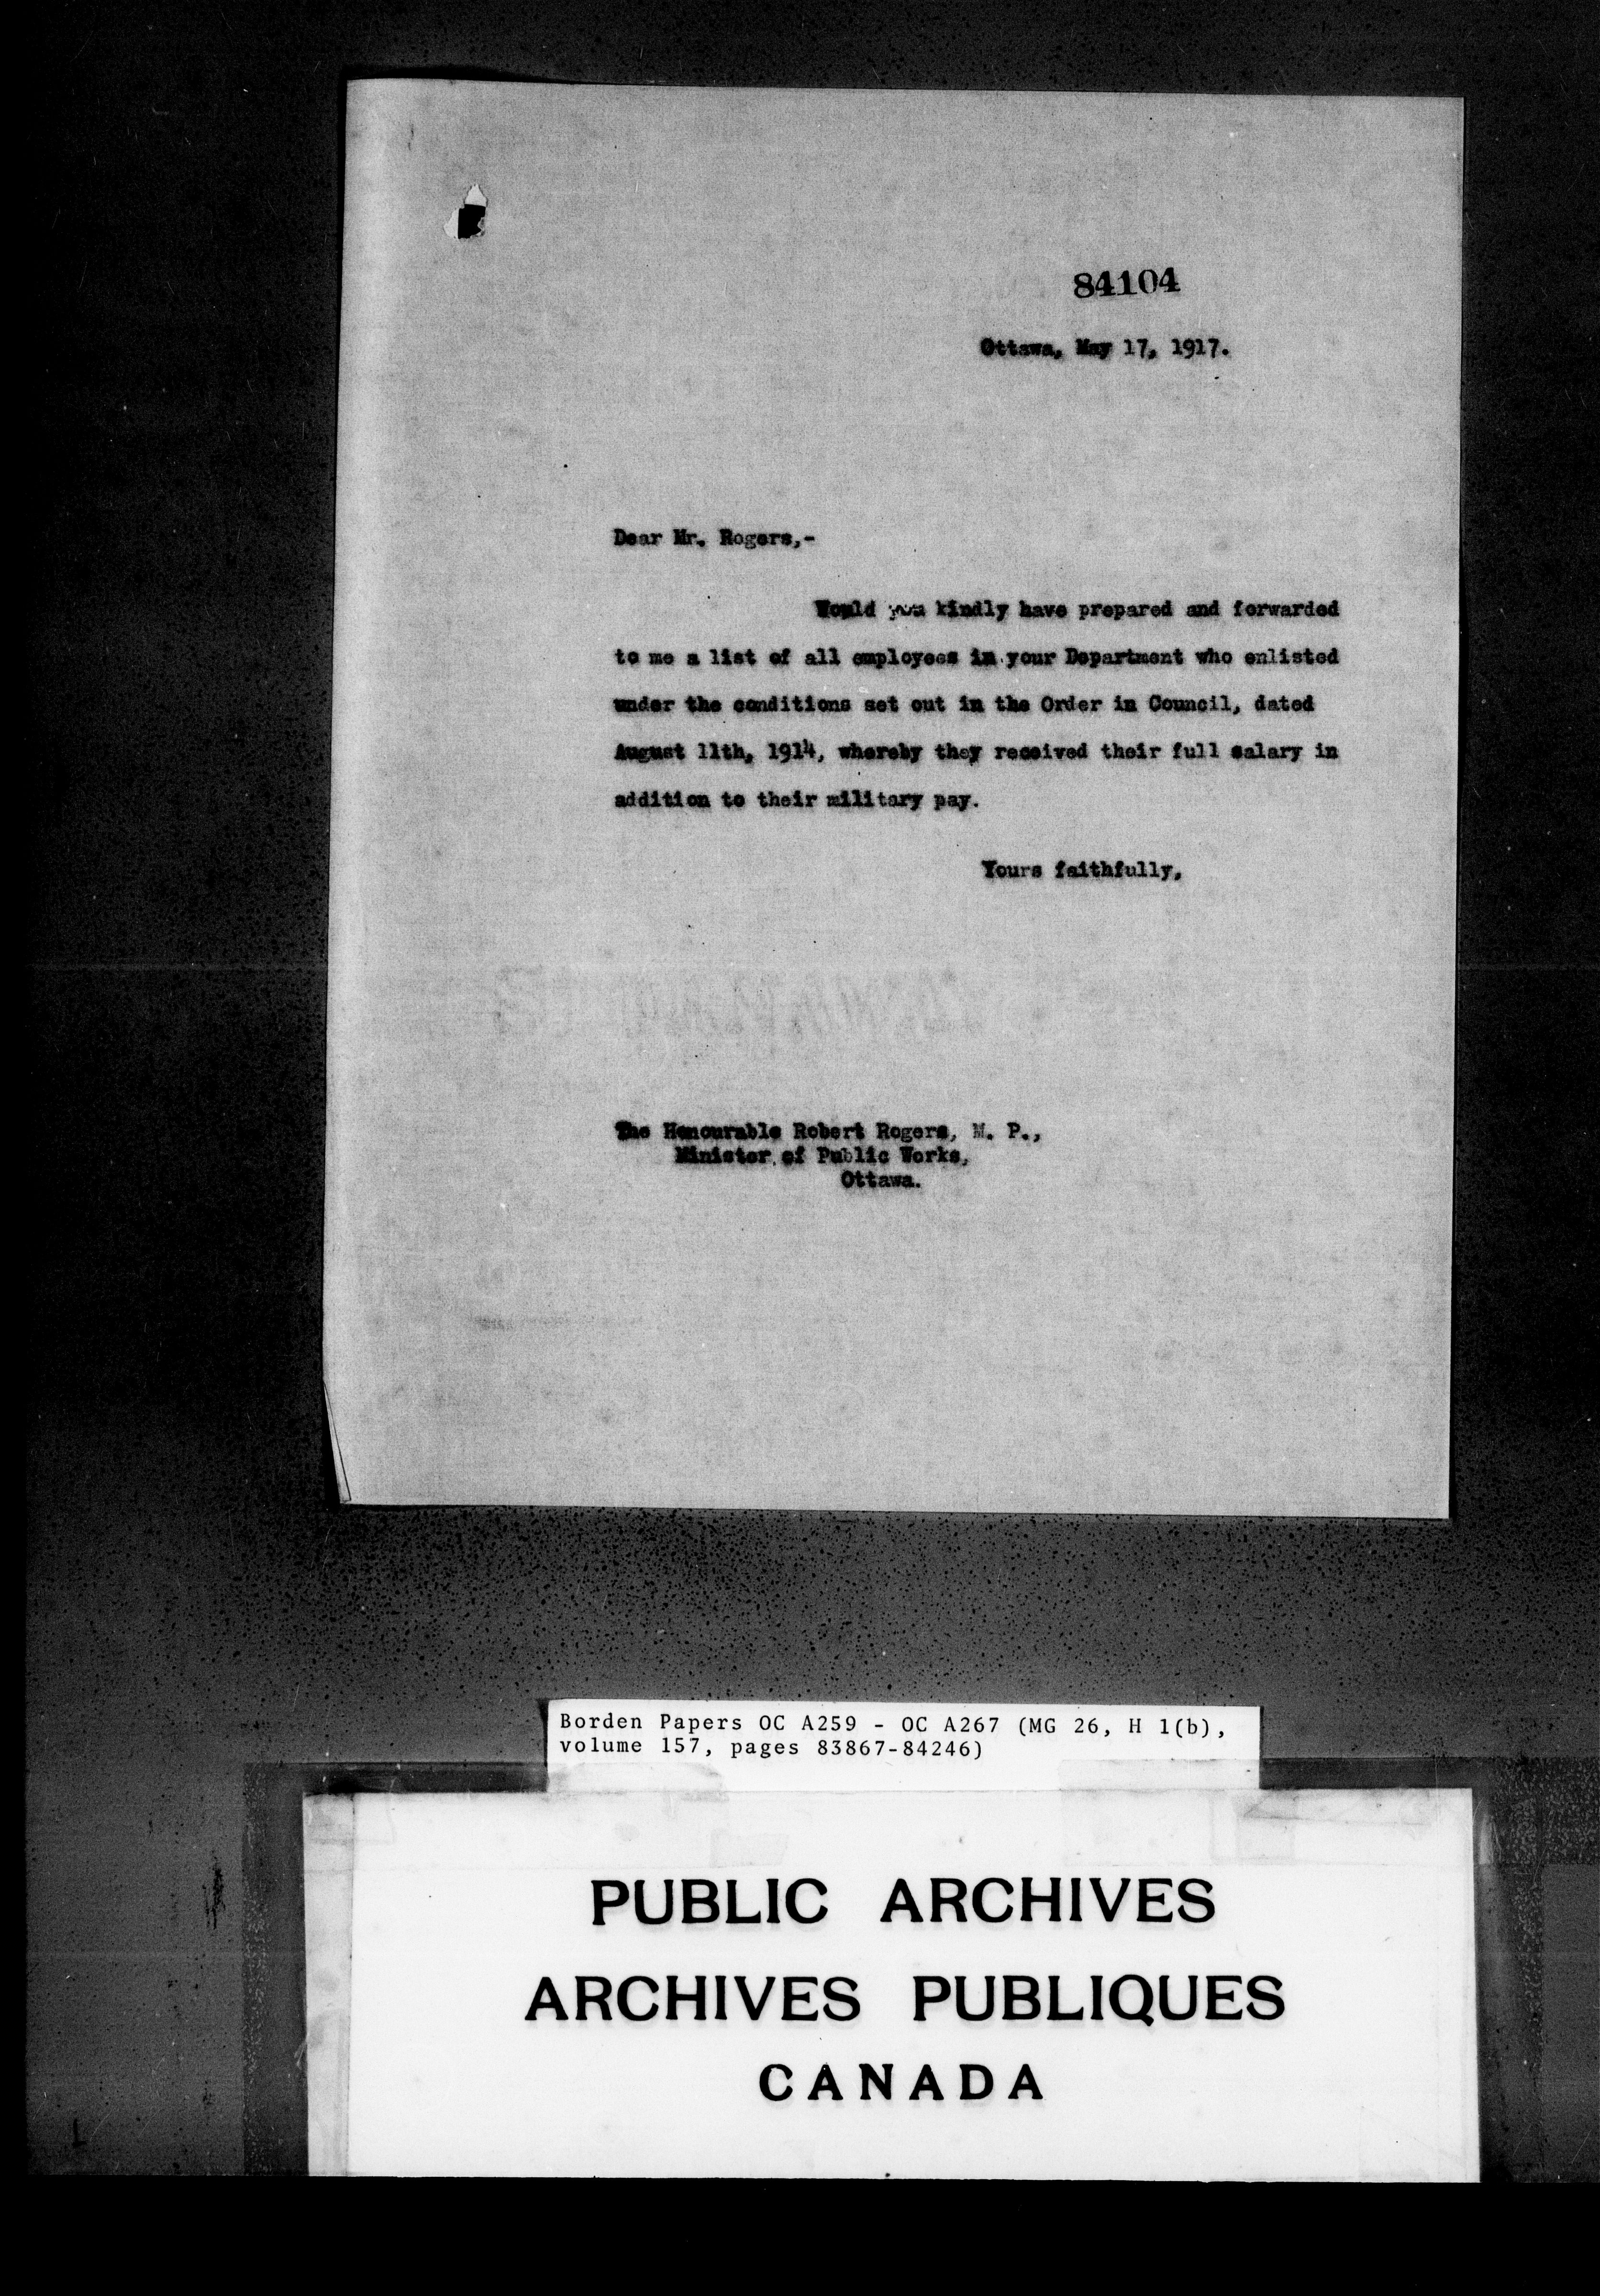 84104
Ottawa, May 17, 1917.
Dear Mr. Rogers,-
Would you kindly have prepared and forwarded
to me a list of all employees in your Department who enlisted
under the conditions set out in the Order in Council, dated
August 11th, 1914, whereby they received their full salary in
addition to their military pay.
Yours faithfully,
The Honourable Robert Rogers, M. P.,
Minister of Public Works,
Ottawa.
Borden Papers OC A259 - OC A267 (MG 26, H 1(b),
volume 157, pages 83867-84246)
PUBLIC ARCHIVES
ARCHIVES PUBLIQUES
CANADA